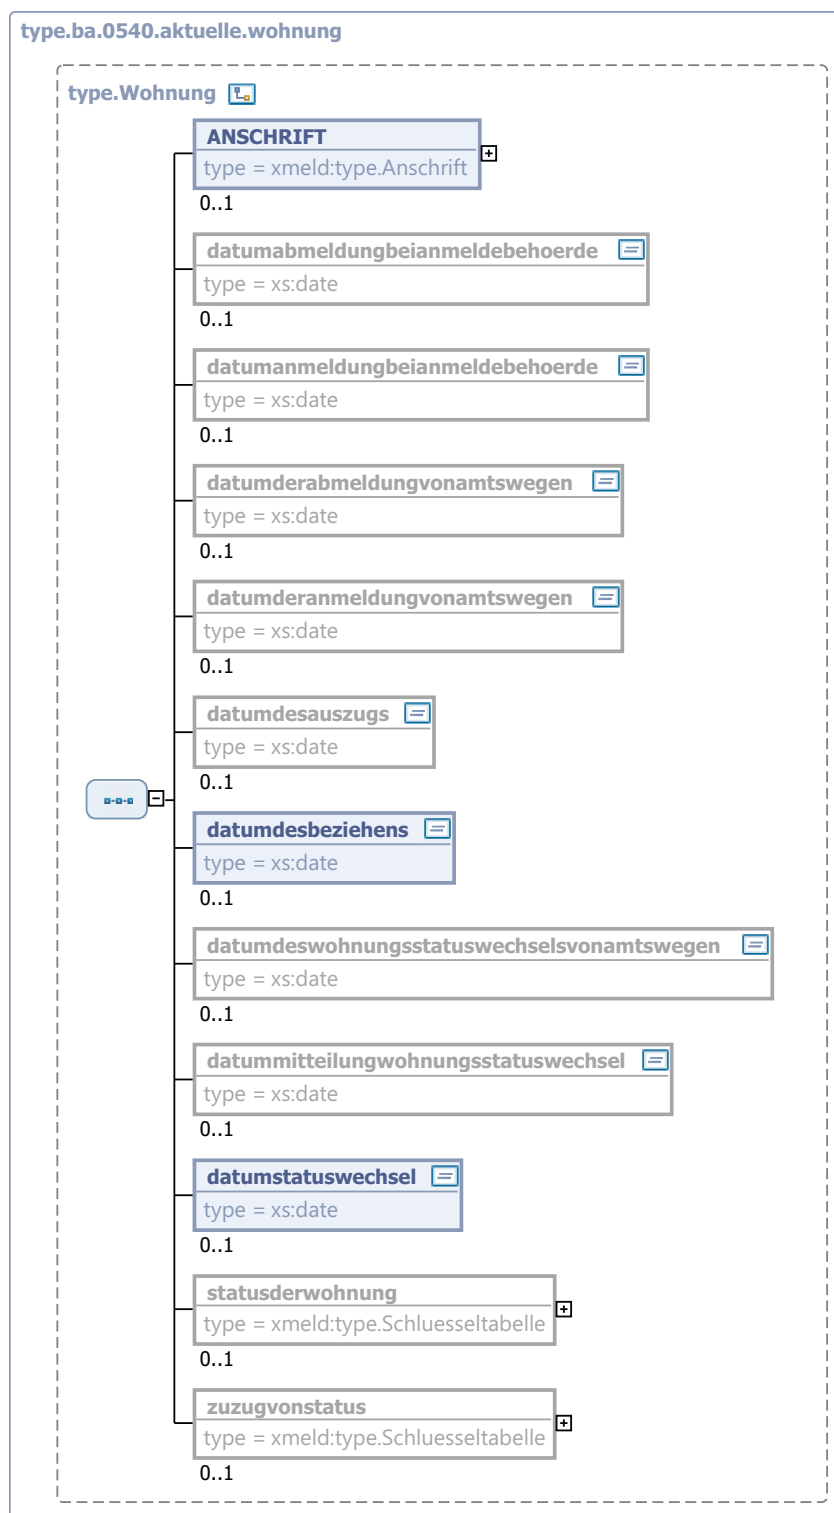 type.ba.0540.aktuelle.wohnung
type.Wohnung
ANSCHRIFT
type = xmeld:type.Anschrift
0..1
datumabmeldungbeianmeldebehoerde
type = xs:date
0..1
datumanmeldungbeianmeldebehoerde
type = xs:date
0..1
datumderabmeldungvonamtswegen
type = xs:date
0..1
datumderanmeldungvonamtswegen
type = xs:date
0..1
datumdesauszugs
type = xs:date
0..1
datumdesbeziehens
type = xs:date
0..1
datumdeswohnungsstatuswechselsvonamtswegen
type = xs:date
0..1
datummitteilungwohnungsstatuswechsel
type = xs:date
0..1
datumstatuswechsel
type = xs:date
0..1
statusderwohnung
type = xmeld:type.Schluesseltabelle
0..1
zuzugvonstatus
type = xmeld:type.Schluesseltabelle
0..1